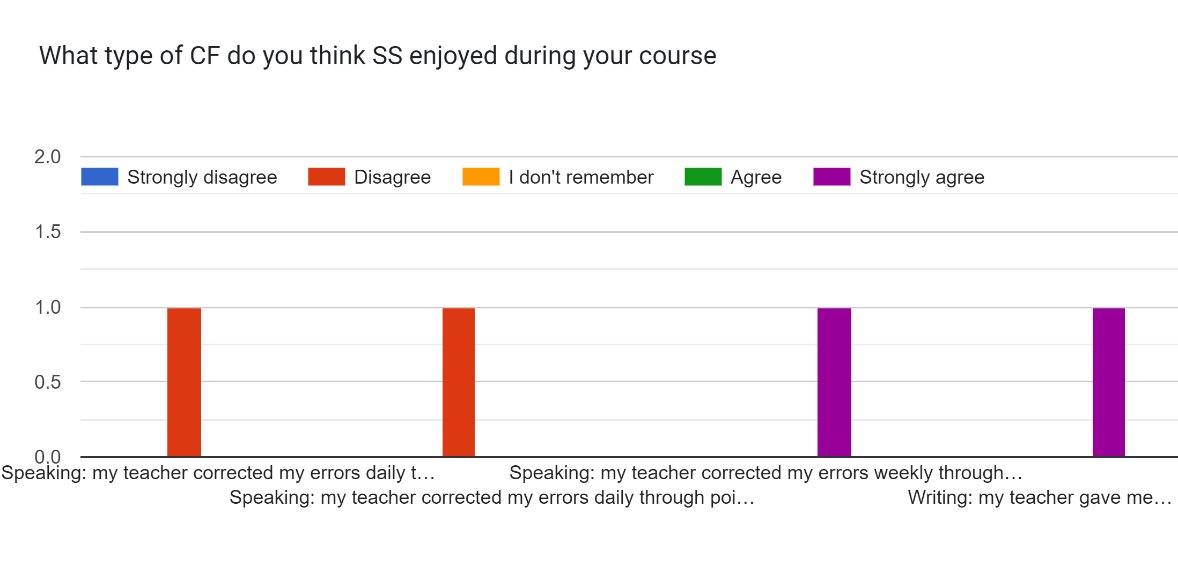 What type of CF do you think SS enjoyed during your course
2.0
Strongly disagree Disagree I don't remember Agree Strongly agree
1.5
1.0
0.5
0.0
Speaking: my teacher corrected my errors daily t… Speaking: my teacher corrected my errors weekly through…
Speaking: my teacher corrected my errors daily through poi… Writing: my teacher gave me…